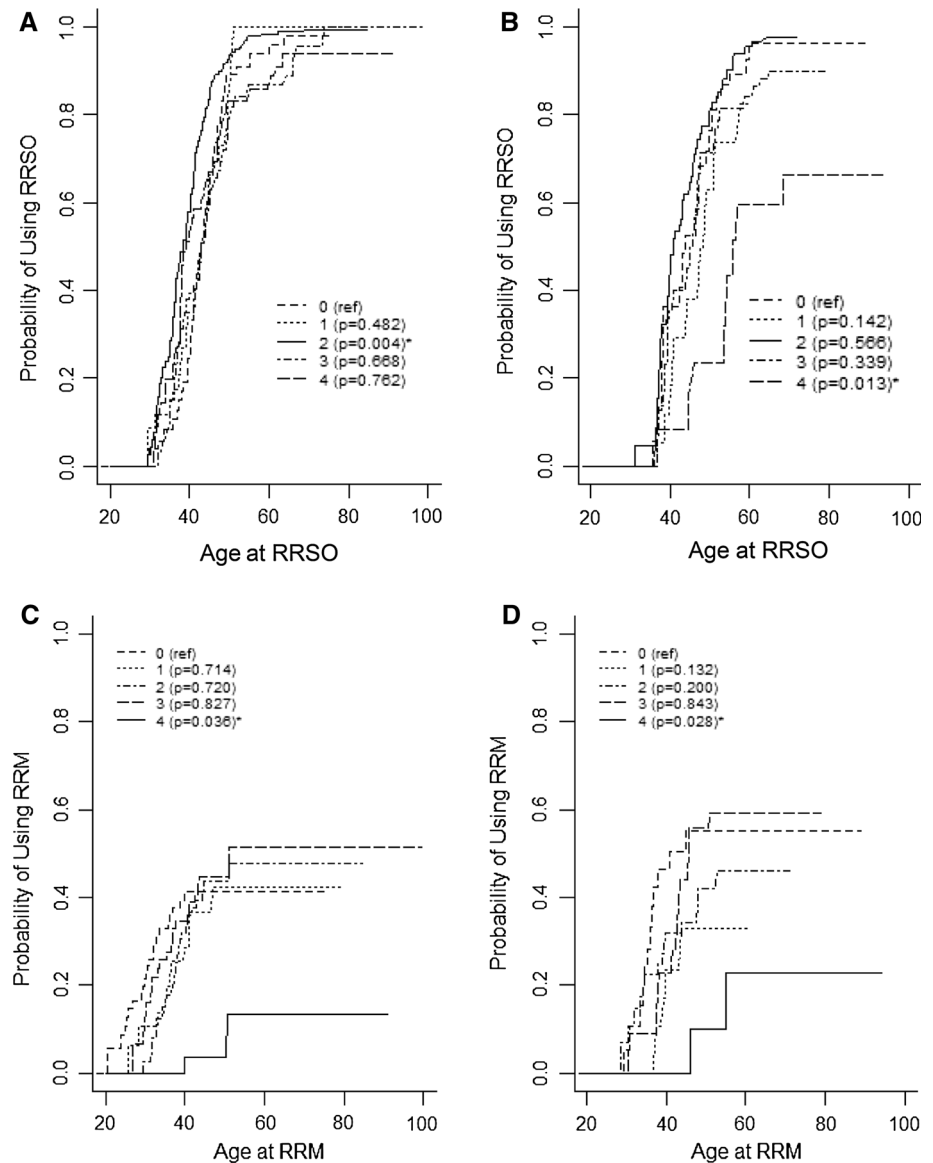 A
Probability of Using RRSO
1.0
0.8
0.6
0.4
0.2
0.0
0 (ref)
1 (p=0.482)
2 (p=0.004)*
3 (p=0.668)
4 (p=0.762)
20 40 60 80 100
Age at RRSO
B
Probability of Using RRSO
1.0
0.8
0.6
0.4
0.2
0.0
0 (ref)
1 (p=0.142)
2 (p=0.566)
3 (p=0.339)
4 (p=0.013)*
20 40 60 80 100
Age at RRSO
C
Probability of Using RRM
1.0
0.8
0.6
0.4
0.2
0.0
0 (ref)
1 (p=0.714)
2 (p=0.720)
3 (p=0.827)
4 (p=0.036)*
20 40 60 80 100
Age at RRM
D
Probability of Using RRM
1.0
0.8
0.6
0.4
0.2
0.0
0 (ref)
1 (p=0.132)
2 (p=0.200)
3 (p=0.843)
4 (p=0.028)*
20 40 60 80 100
Age at RRM